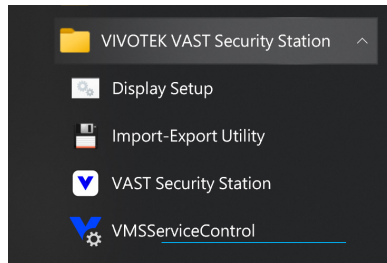 VIVOTEK VAST Security Station
Display Setup
Import-Export Utility
VAST Security Station
VMSServiceControl